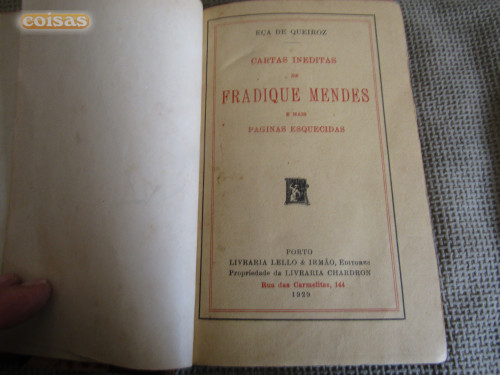 coisas
EÇA DE QUEIROZ
CARTAS INEDITAS
DE
FRADIQUE MENDES
E MAIS
PAGINAS ESQUECIDAS
PORTO
LIVRARIA LELLO & IRMÃO, EDITORES
Propriedade da LIVRARIA CHARDRON
Rua das Carmelitas, 144
1929